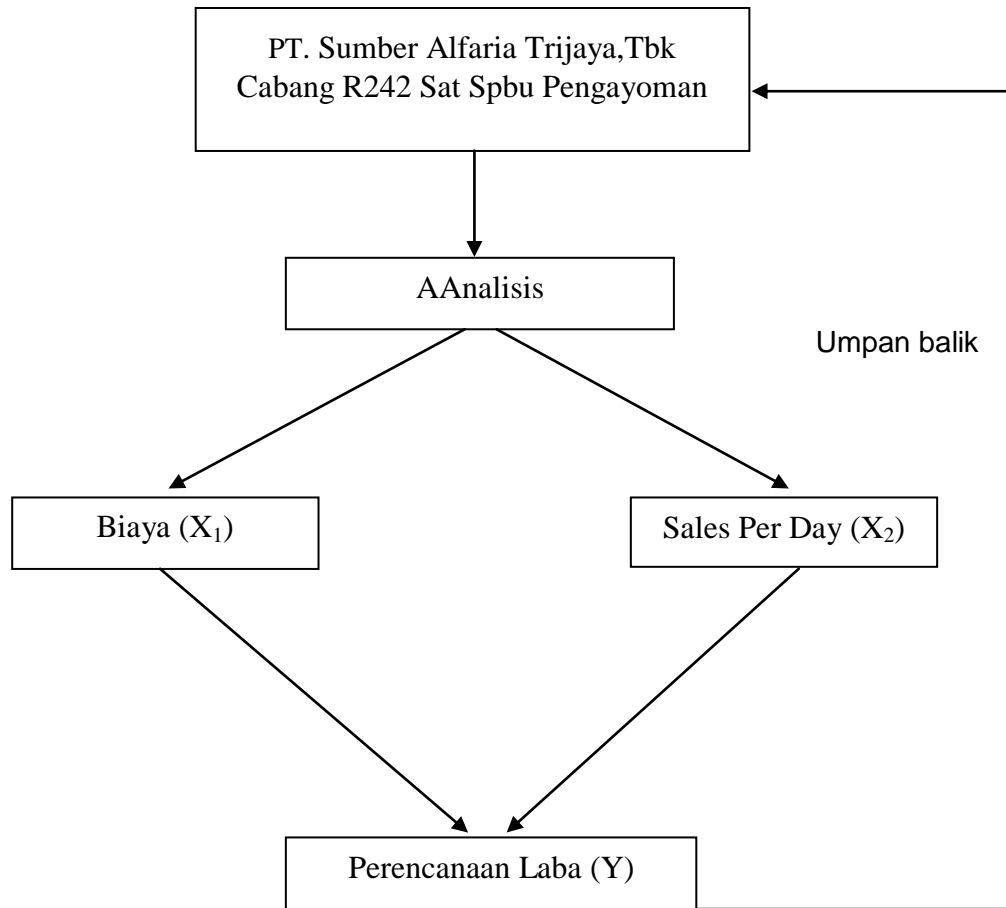 PT. Sumber Alfaria Trijaya,Tbk
Cabang R242 Sat Spbu Pengayoman
AAnalisis
Umpan balik
Biaya (X₁)
Sales Per Day (X₂)
Perencanaan Laba (Y)